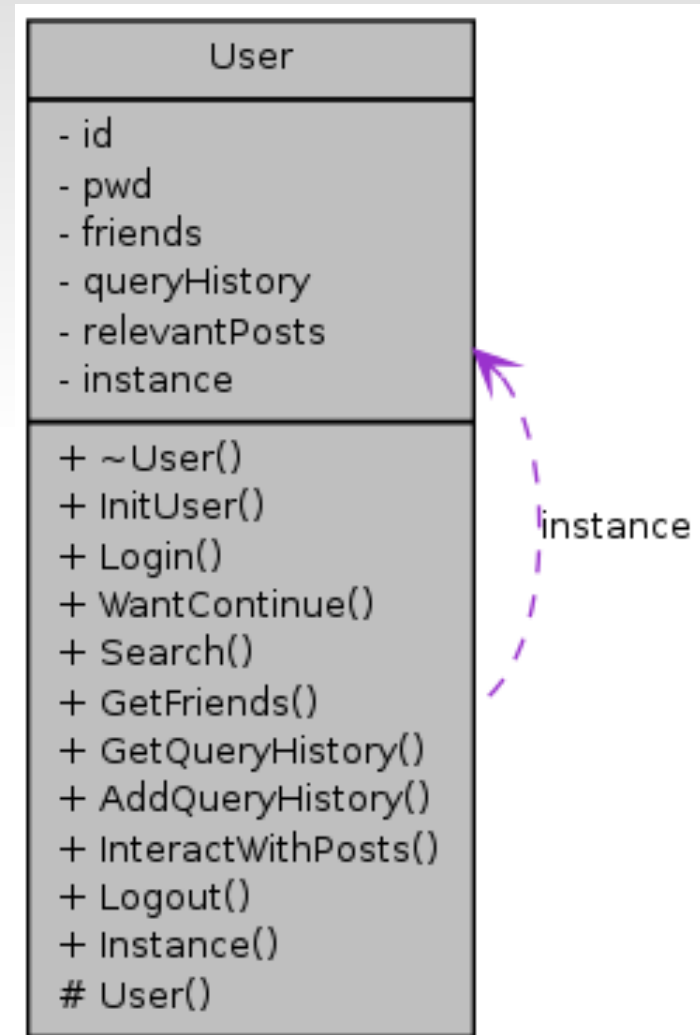 User
- id
- pwd
- friends
- queryHistory
- relevantPosts
- instance
+ ~User()
+ InitUser()
+ Login()
+ WantContinue()
+ Search()
+ GetFriends()
+ GetQueryHistory()
+ AddQueryHistory()
+ InteractWithPosts()
+ Logout()
+ Instance()
# User()
instance